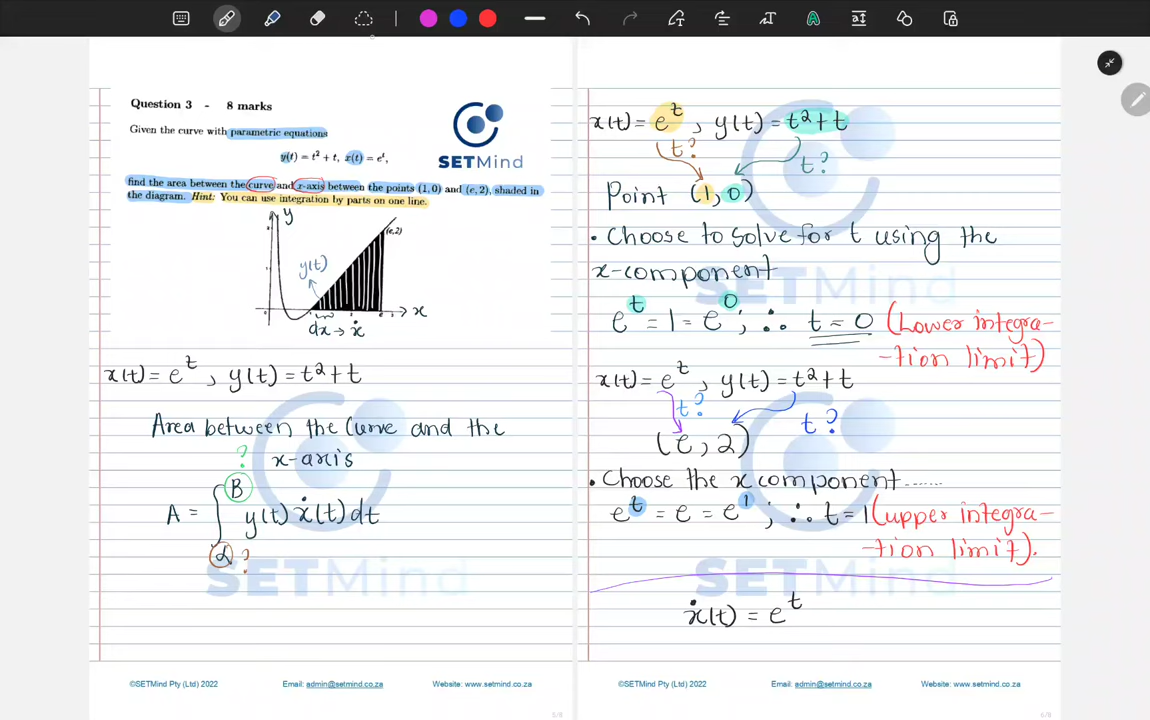 Question 3 - 8 marks
Given the curve with parametric equations
y(t) = t² + t, x(t) = eᵗ,
find the area between the curve and x-axis between the points (1, 0) and (e, 2), shaded in
the diagram. Hint: You can use integration by parts on one line.
SETMind
y
(e,2)
y(t)
x
dx → ẋ
x(t) = eᵗ , y(t) = t² + t
Area between the Curve and the
x-axis
?
B
A = ∫ y(t) ẋ(t) dt
α ?
SETMind
©SETMind Pty (Ltd) 2022 Email: admin@setmind.co.za Website: www.setmind.co.za
5/8
x(t) = eᵗ , y(t) = t² + t
t? t?
Point (1, 0)
• Choose to solve for t using the
x-component
eᵗ = 1 = e⁰ ; ∴ t = 0 (Lower integra-
-tion limit)
x(t) = eᵗ , y(t) = t² + t
t? t?
(e, 2)
• Choose the x component......
eᵗ = e = e¹ ; ∴ t = 1 (upper integra-
-tion limit).
SETMind
ẋ(t) = eᵗ
©SETMind Pty (Ltd) 2022 Email: admin@setmind.co.za Website: www.setmind.co.za
6/8